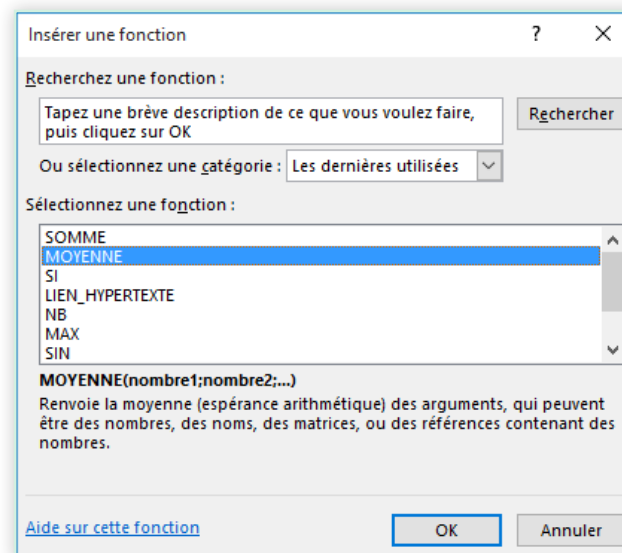 Insérer une fonction ? X
Recherchez une fonction :
Tapez une brève description de ce que vous voulez faire,
puis cliquez sur OK
Rechercher
Ou sélectionnez une catégorie : Les dernières utilisées
Sélectionnez une fonction :
SOMME
MOYENNE
SI
LIEN_HYPERTEXTE
NB
MAX
SIN
MOYENNE(nombre1;nombre2;...)
Renvoie la moyenne (espérance arithmétique) des arguments, qui peuvent
être des nombres, des noms, des matrices, ou des références contenant des
nombres.
Aide sur cette fonction OK Annuler